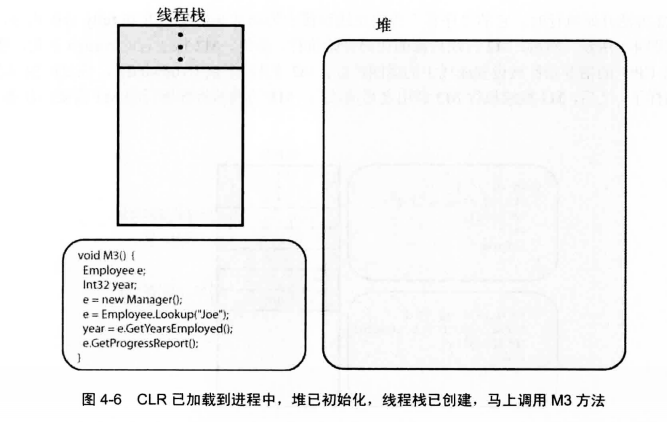 线程栈
堆
void M3() {
Employee e;
Int32 year;
e = new Manager();
e = Employee.Lookup("Joe");
year = e.GetYearsEmployed();
e.GetProgressReport();
}
图 4-6 CLR 已加载到进程中，堆已初始化，线程栈已创建，马上调用 M3 方法